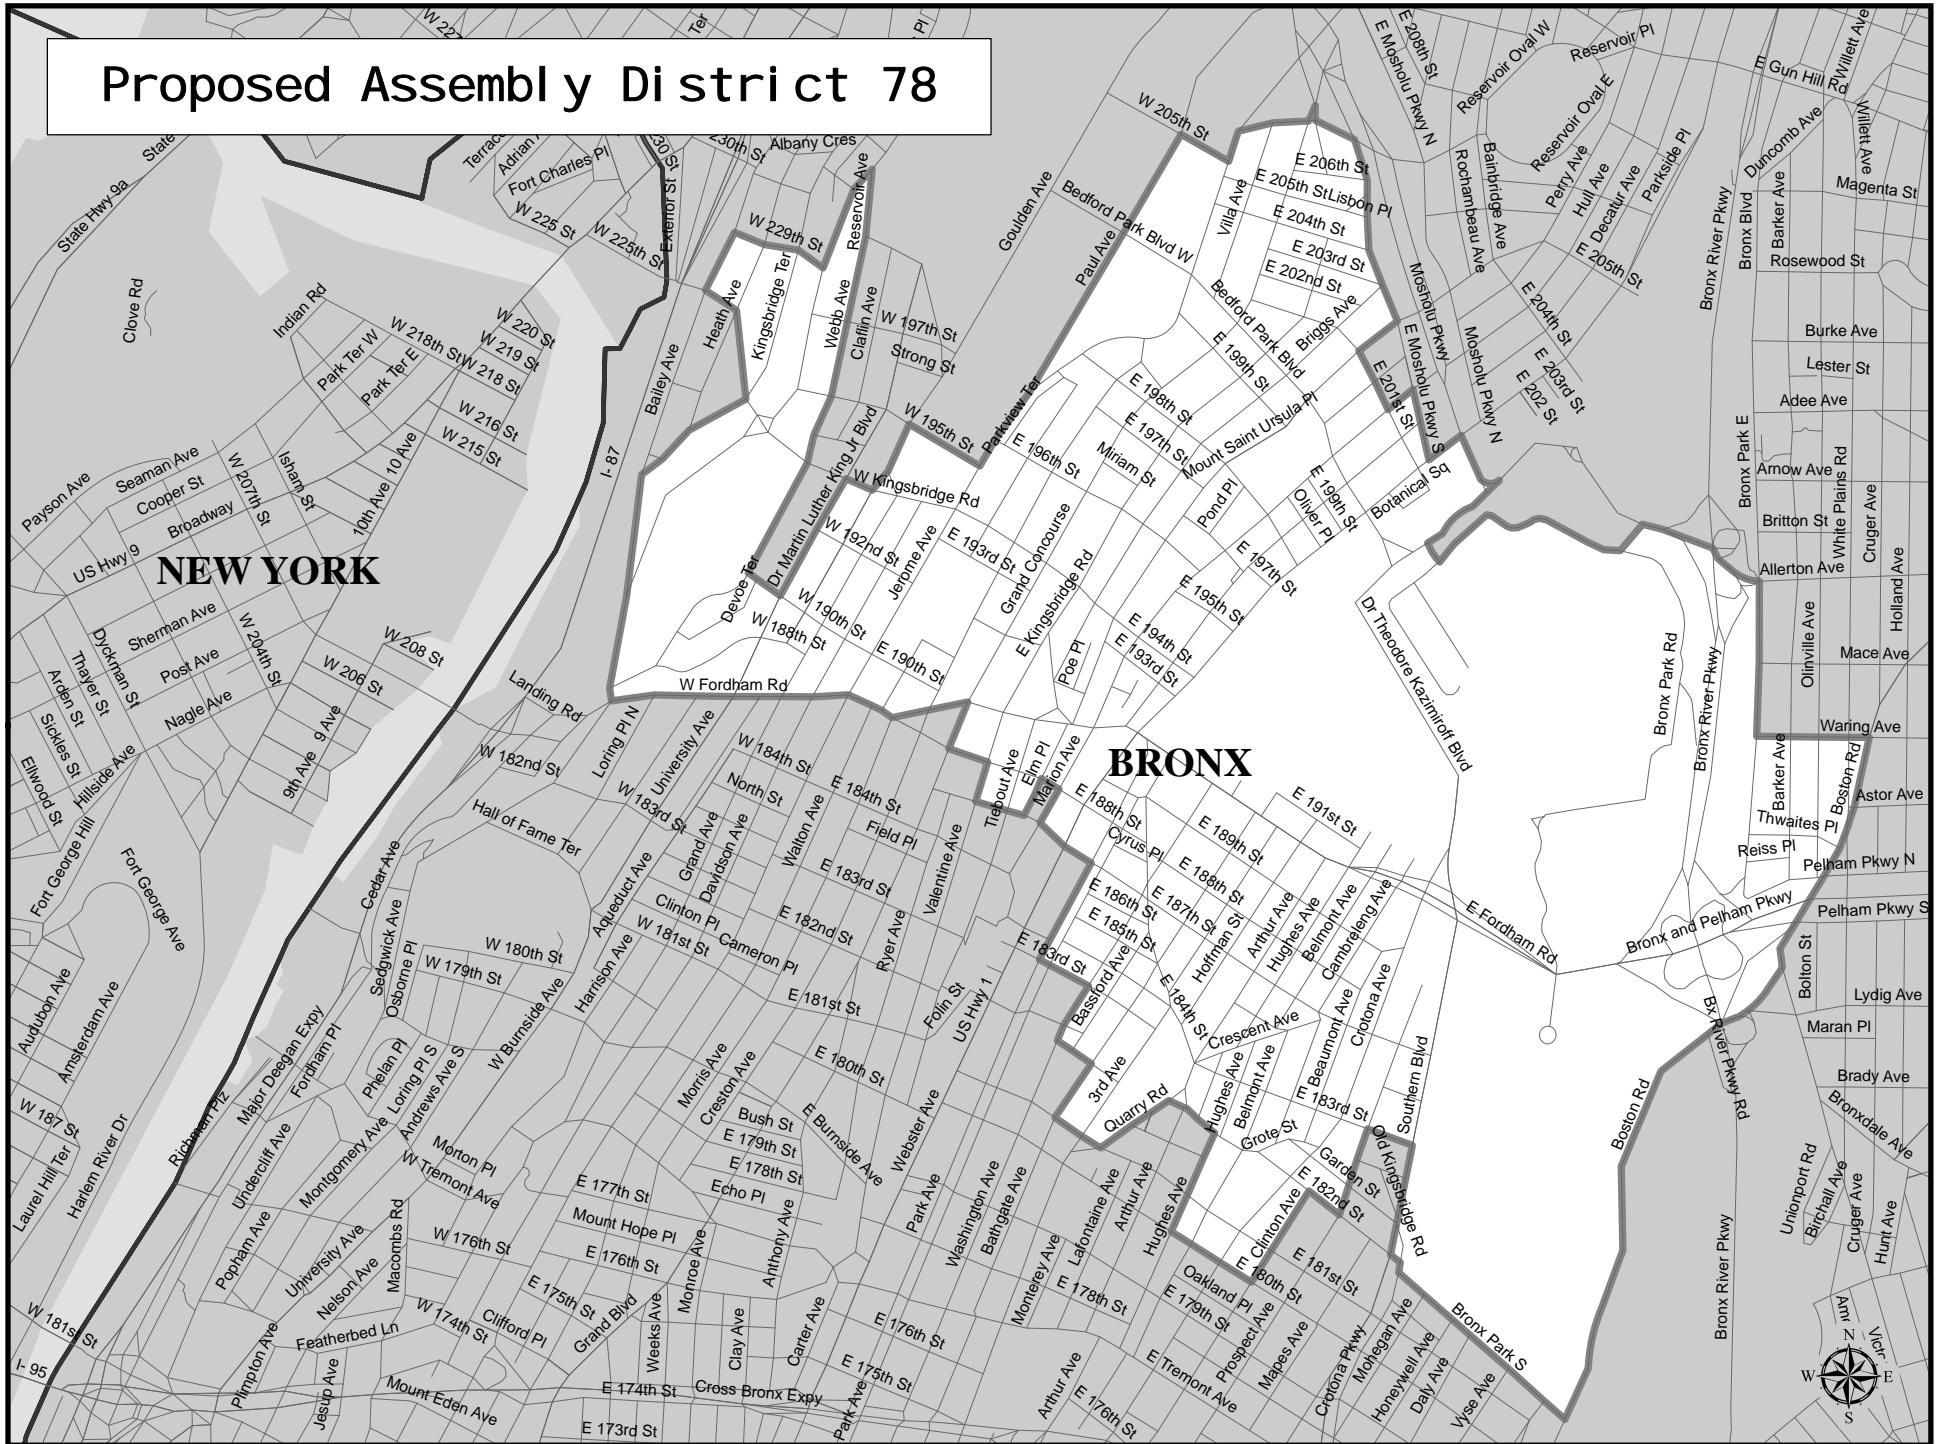 Proposed Assembly District 78
NEW YORK
BRONX
W 227
Ter
Pl
State
State Hwy 9a
Terrace
Adrian A
Fort Charles Pl
W 225 St
W 225th St
230 St
230th St
Albany Cres
Exterior St
W 229th St
Reservoir Ave
Goulden Ave
W 205th St
Bedford Park Blvd W
Paul Ave
Villa Ave
E 206th St
E 205th St
Lisbon Pl
E 204th St
E 203rd St
E 202nd St
Bedford Park Blvd
Briggs Ave
E 201st St
E Mosholu Pkwy S
Mosholu Pkwy
Mosholu Pkwy N
E Mosholu Pkwy N
E 208th St
Reservoir Oval W
Reservoir Pl
Reservoir Oval E
Rochambeau Ave
Bainbridge Ave
Perry Ave
Hull Ave
Decatur Ave
Parkside Pl
E 205th St
E 204th St
E 203rd St
E 202 St
E Gun Hill Rd
Willett Ave
Willett Ave
Duncomb Ave
Magenta St
Bronx River Pkwy
Bronx Blvd
Barker Ave
Rosewood St
Burke Ave
Lester St
Adee Ave
Bronx Park E
Arnow Ave
White Plains Rd
Cruger Ave
Britton St
Allerton Ave
Holland Ave
Olinville Ave
Mace Ave
Waring Ave
Barker Ave
Boston Rd
Astor Ave
Thwaites Pl
Reiss Pl
Pelham Pkwy N
Bronx and Pelham Pkwy
Pelham Pkwy S
Bolton St
Lydig Ave
Maran Pl
Brady Ave
Bronxdale Ave
Bx River Pkwy Rd
Boston Rd
Unionport Rd
Birchall Ave
Cruger Ave
Hunt Ave
Bronx River Pkwy
Victr
Clove Rd
Indian Rd
Park Ter W
Park Ter E
W 218th St
W 220 St
W 219 St
W 218 St
W 216 St
W 215 St
Payson Ave
Seaman Ave
Cooper St
Broadway
US Hwy 9
W 207th St
Isham St
10th Ave
10 Ave
Dyckman St
Sherman Ave
Post Ave
Nagle Ave
W 204th St
W 208 St
W 206 St
9 Ave
9th Ave
Thayer St
Arden St
Sickles St
Ellwood St
Hillside Ave
Fort George Hill
Fort George Ave
Audubon Ave
Amsterdam Ave
W 187 St
Laurel Hill Ter
Harlem River Dr
W 181st St
I- 95
I- 87
Bailey Ave
Heath Ave
Kingsbridge Ter
Webb Ave
Claflin Ave
W 197th St
Strong St
W 195th St
Parkview Ter
Dr Martin Luther King Jr Blvd
W Kingsbridge Rd
W 192nd St
Devoe Ter
W 190th St
W 188th St
Jerome Ave
E 193rd St
E 190th St
W Fordham Rd
Landing Rd
Grand Concourse
E Kingsbridge Rd
Poe Pl
E 196th St
Miriam St
E 197th St
E 198th St
E 199th St
Mount Saint Ursula Pl
Pond Pl
Oliver Pl
E 199th St
Botanical Sq
E 197th St
E 195th St
E 194th St
E 193rd St
Dr Theodore Kazimiroff Blvd
Bronx Park Rd
Bronx River Pkwy
Tiebout Ave
Elm Pl
Marion Ave
E 188th St
Cyrus Pl
E 189th St
E 191st St
E 188th St
E 187th St
E 186th St
E 185th St
E 183rd St
Bassford Ave
Hoffman St
Arthur Ave
Hughes Ave
Belmont Ave
Cambreleng Ave
E 184th St
Crescent Ave
Beaumont Ave
Crotona Ave
Southern Blvd
E Fordham Rd
3rd Ave
Quarry Rd
Hughes Ave
Belmont Ave
E 183rd St
Grote St
Garden St
E 182nd St
Old Kingsbridge Rd
E Clinton Ave
E 180th St
E 181st St
Oakland Pl
E 179th St
E 178th St
Prospect Ave
Mapes Ave
Crotona Pkwy
Mohegan Ave
Honeywell Ave
Daly Ave
Vyse Ave
Bronx Park S
E Tremont Ave
Arthur Ave
E 176th St
Loring Pl N
University Ave
W 182nd St
W 183rd St
W 184th St
North St
Hall of Fame Ter
Grand Ave
Davidson Ave
Walton Ave
E 184th St
Field Pl
E 183rd St
Valentine Ave
E 182nd St
Ryer Ave
Aqueduct Ave
Clinton Pl
W 181st St
Cameron Pl
E 181st St
Folin St
US Hwy 1
Cedar Ave
Sedgwick Ave
Osborne Pl
W 180th St
W 179th St
Harrison Ave
W Burnside Ave
Major Deegan Expy
Fordham Pl
Phelan Pl
Loring Pl S
Andrews Ave S
Montgomery Ave
Undercliff Ave
Richman Plz
Morton Pl
W Tremont Ave
Popham Ave
University Ave
Nelson Ave
Macombs Rd
W 176th St
W 174th St
Featherbed Ln
Plimpton Ave
Jesup Ave
Mount Eden Ave
Clifford Pl
Morris Ave
Creston Ave
E 180th St
Bush St
E 179th St
E 178th St
Echo Pl
E Burnside Ave
Webster Ave
E 177th St
Mount Hope Pl
E 176th St
E 175th St
Grand Blvd
Weeks Ave
Monroe Ave
Clay Ave
Anthony Ave
Carter Ave
Park Ave
E 176th St
E 175th St
E 174th St
Cross Bronx Expy
E 173rd St
Park Ave
Washington Ave
Bathgate Ave
Monterey Ave
Lafontaine Ave
Arthur Ave
Hughes Ave
N
W
E
S